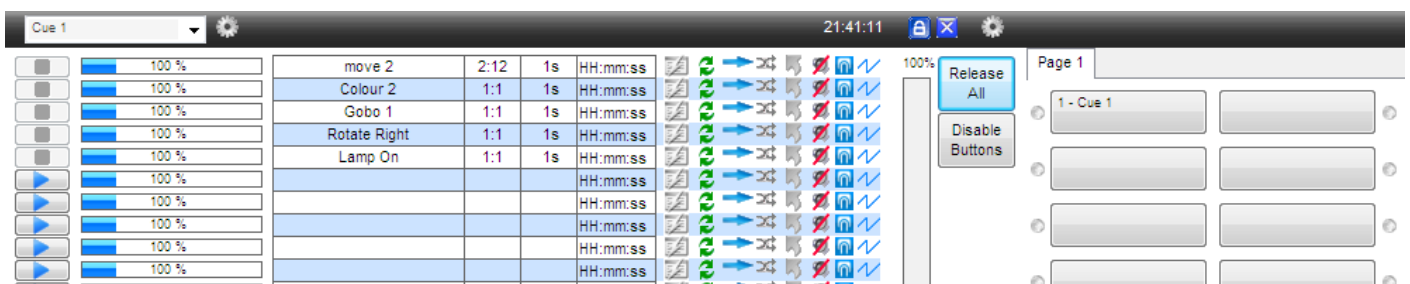 Cue 1 21:41:11
100 % move 2 2:12 1s HH:mm:ss
100 % Colour 2 1:1 1s HH:mm:ss
100 % Gobo 1 1:1 1s HH:mm:ss
100 % Rotate Right 1:1 1s HH:mm:ss
100 % Lamp On 1:1 1s HH:mm:ss
100 % HH:mm:ss
100 % HH:mm:ss
100 % HH:mm:ss
100 % HH:mm:ss
100 % HH:mm:ss
100%
Release
All
Disable
Buttons
Page 1
1 - Cue 1